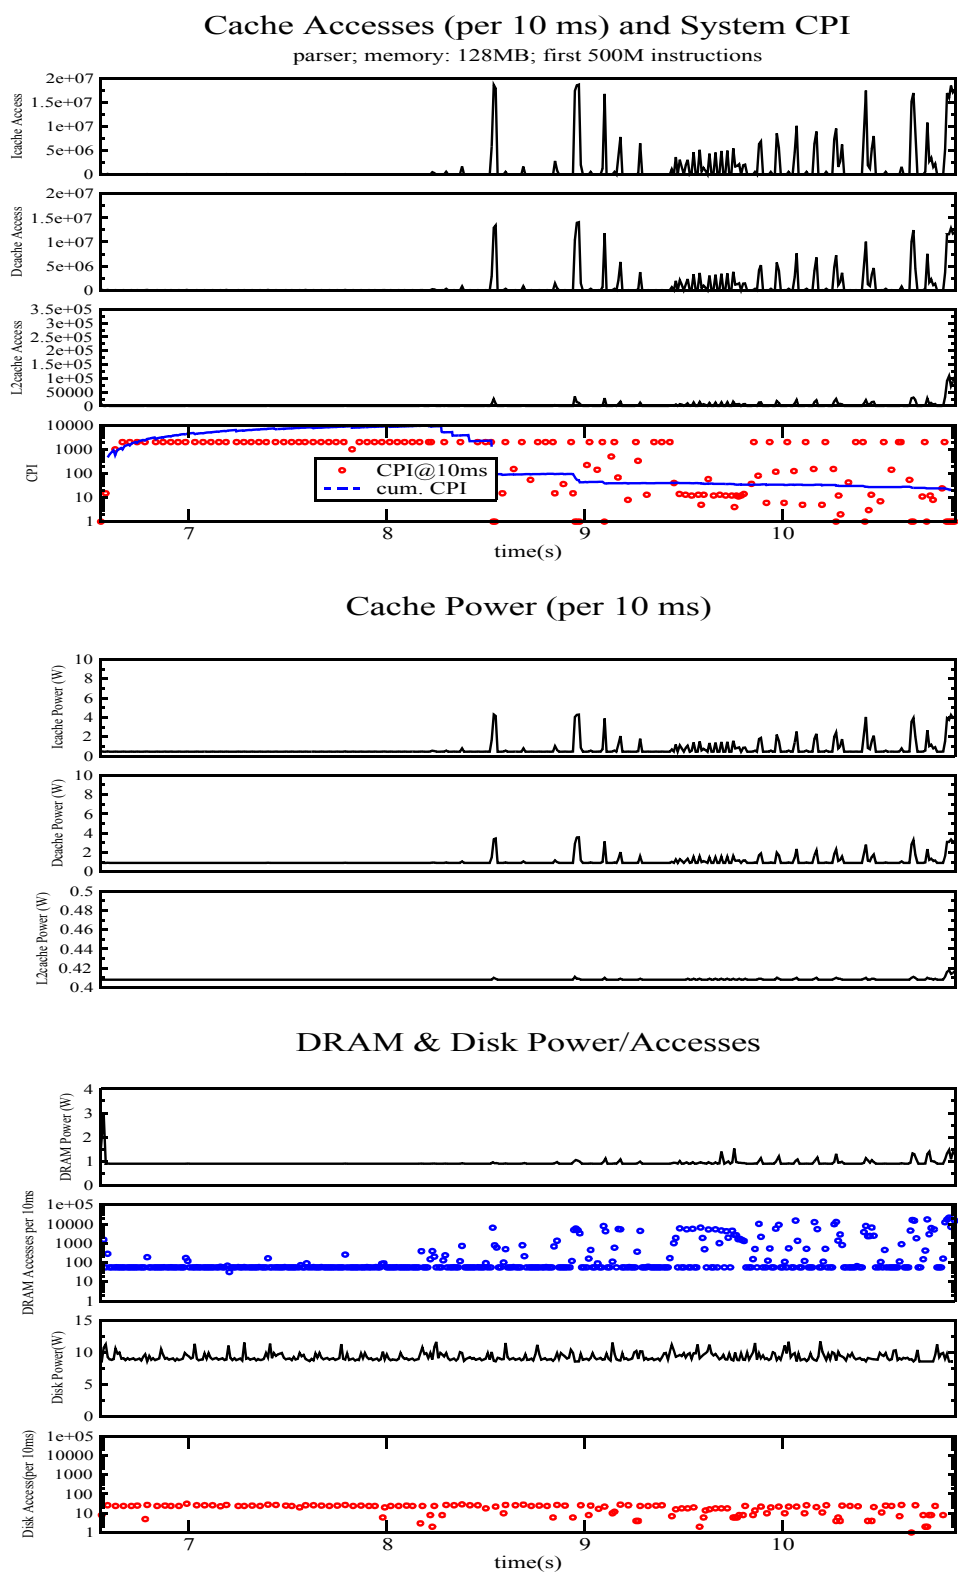 Cache Accesses (per 10 ms) and System CPI
parser; memory: 128MB; first 500M instructions
Icache Access
2e+07
1.5e+07
1e+07
5e+06
0
Dcache Access
2e+07
1.5e+07
1e+07
5e+06
0
L2cache Access
3.5e+05
3e+05
2.5e+05
2e+05
1.5e+05
1e+05
50000
0
CPI
10000
1000
100
10
1
CPI@10ms
cum. CPI
7 8 9 10
time(s)
Cache Power (per 10 ms)
Icache Power (W)
10
8
6
4
2
0
Dcache Power (W)
10
8
6
4
2
0
L2cache Power (W)
0.5
0.48
0.46
0.44
0.42
0.4
DRAM & Disk Power/Accesses
DRAM Power (W)
4
3
2
1
0
DRAM Accesses per 10ms
1e+05
10000
1000
100
10
1
Disk Power(W)
15
10
5
0
Disk Access(per 10ms)
1e+05
10000
1000
100
10
1
7 8 9 10
time(s)